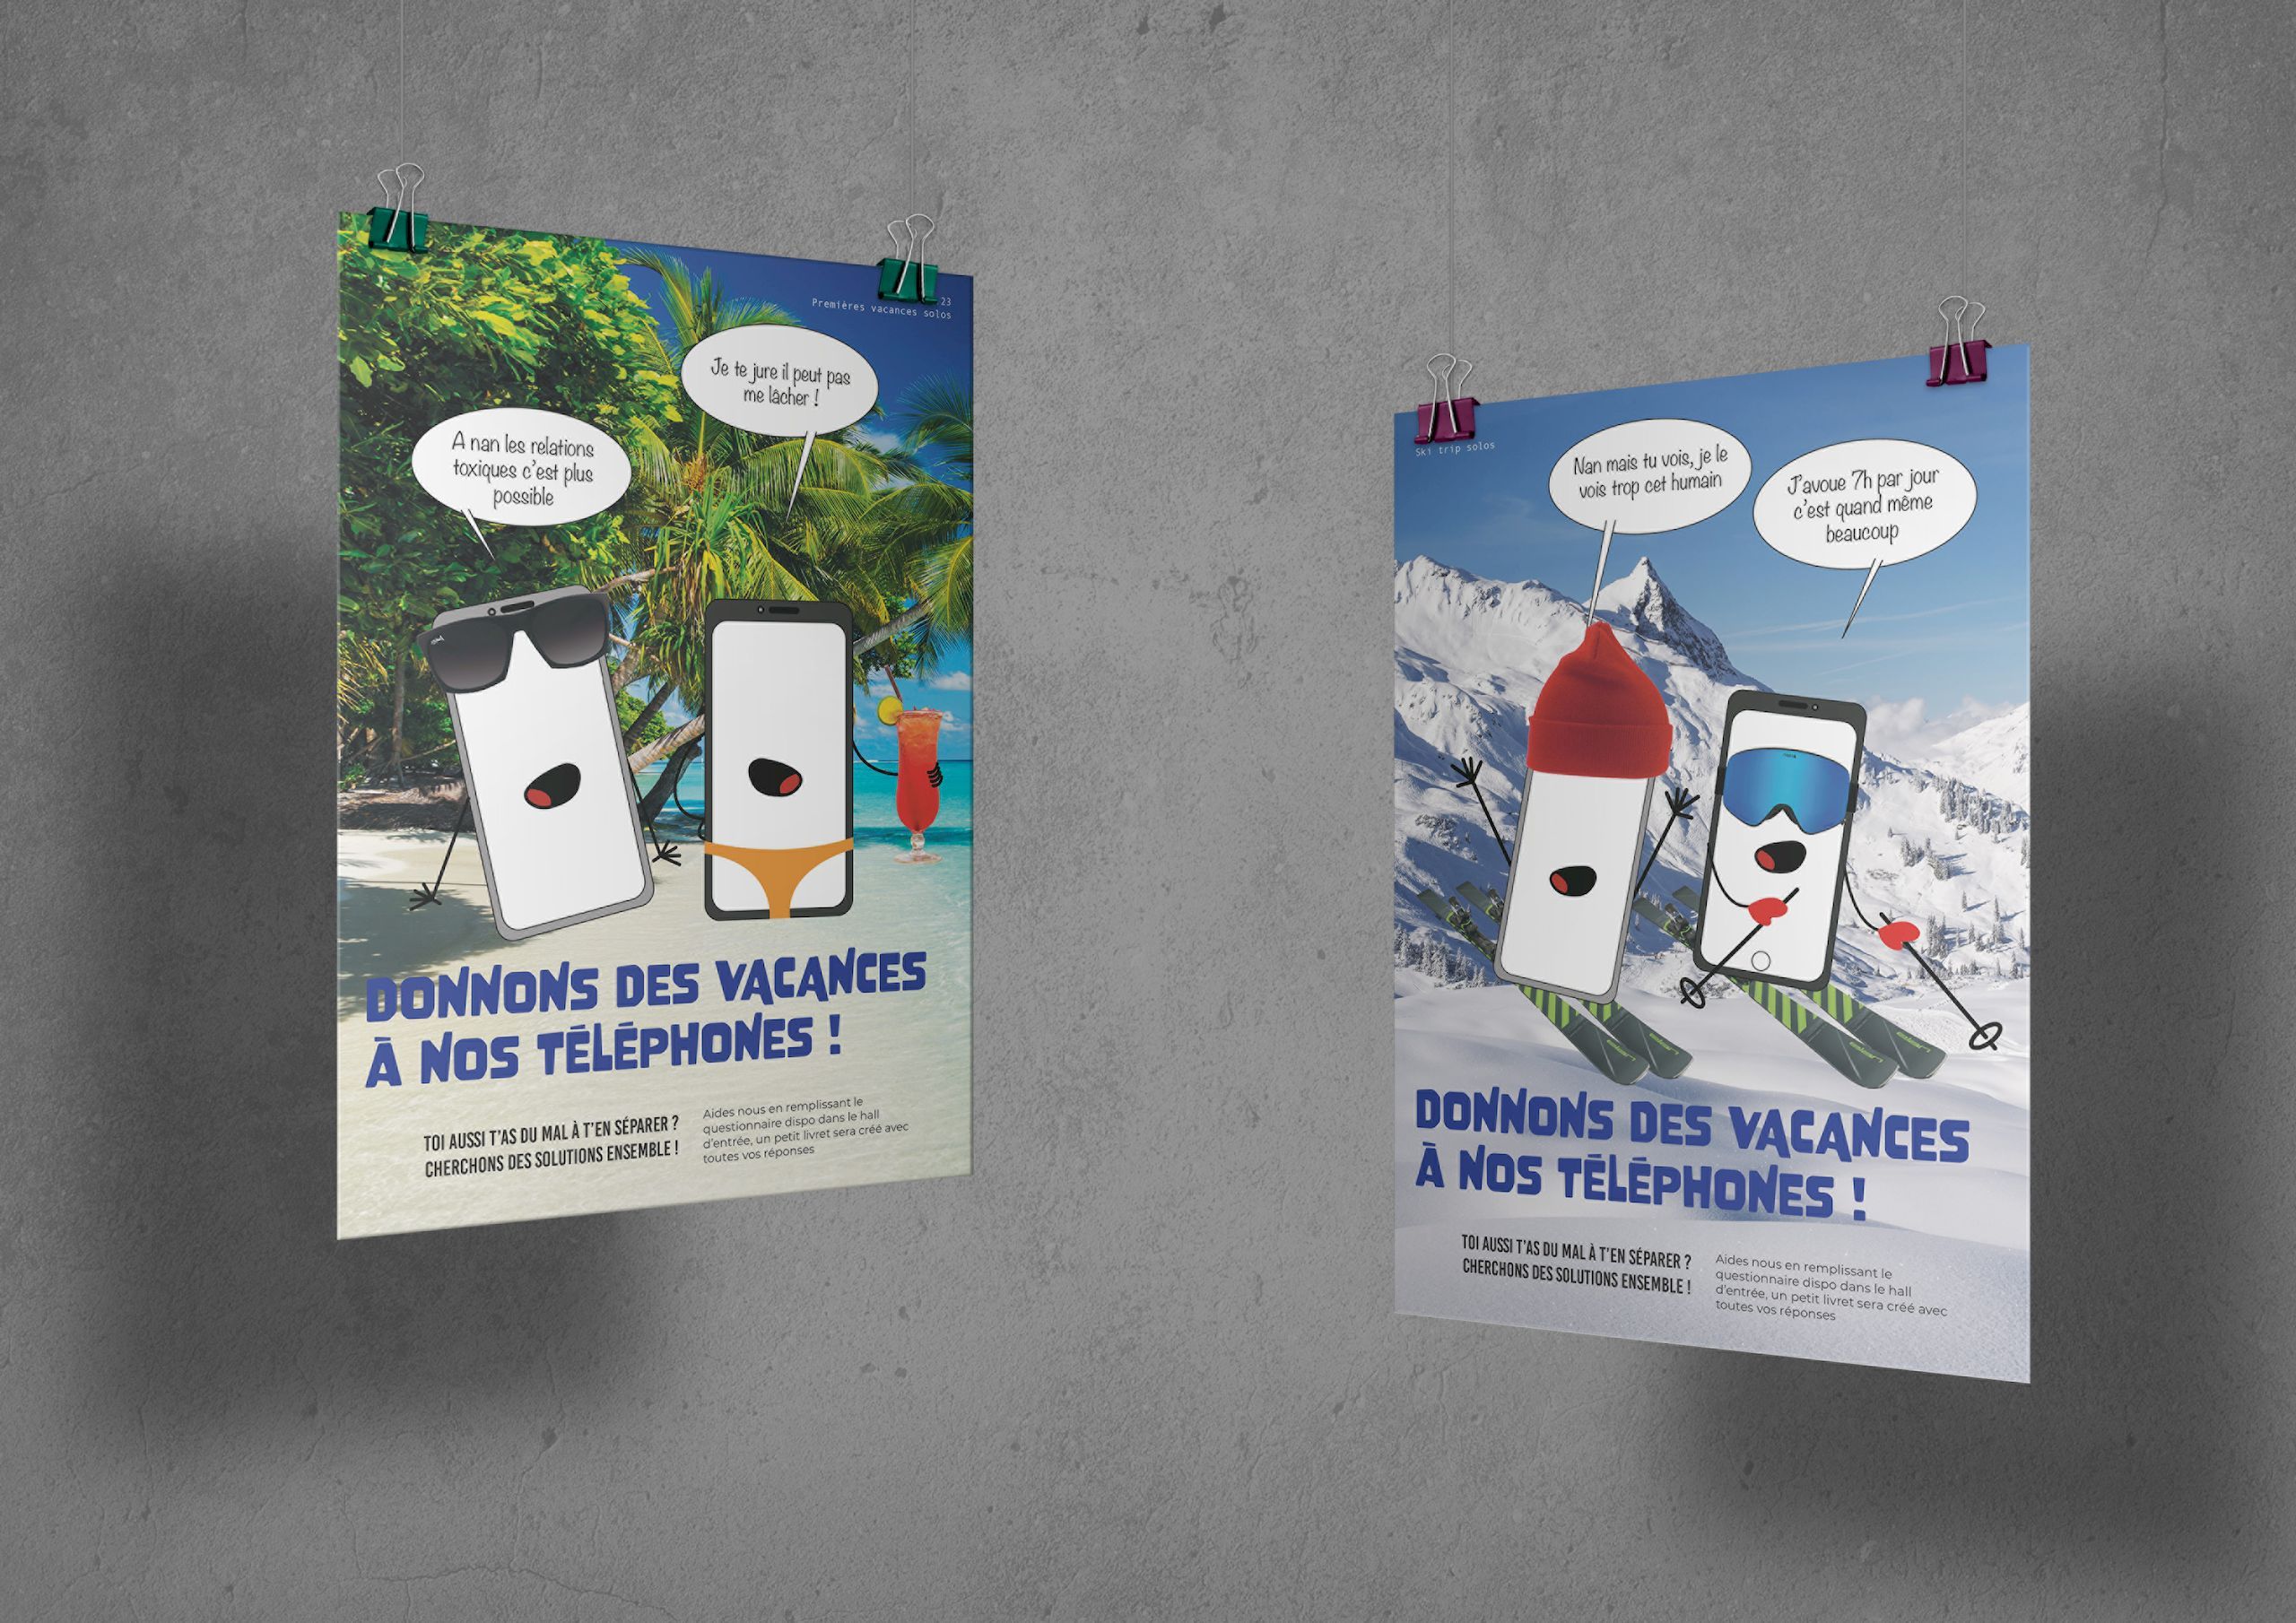 23
Premières vacances solos
Je te jure il peut pas
me lâcher !
A nan les relations
toxiques c'est plus
possible
DONNONS DES VACANCES
À NOS TÉLÉPHONES !
TOI AUSSI T'AS DU MAL À T'EN SÉPARER ?
CHERCHONS DES SOLUTIONS ENSEMBLE !
Aides nous en remplissant le
questionnaire dispo dans le hall
d'entrée, un petit livret sera créé avec
toutes vos réponses
Ski trip solos
Nan mais tu vois, je le
vois trop cet humain
J'avoue 7h par jour
c'est quand même
beaucoup
DONNONS DES VACANCES
À NOS TÉLÉPHONES !
TOI AUSSI T'AS DU MAL À T'EN SÉPARER ?
CHERCHONS DES SOLUTIONS ENSEMBLE !
Aides nous en remplissant le
questionnaire dispo dans le hall
d'entrée, un petit livret sera créé avec
toutes vos réponses